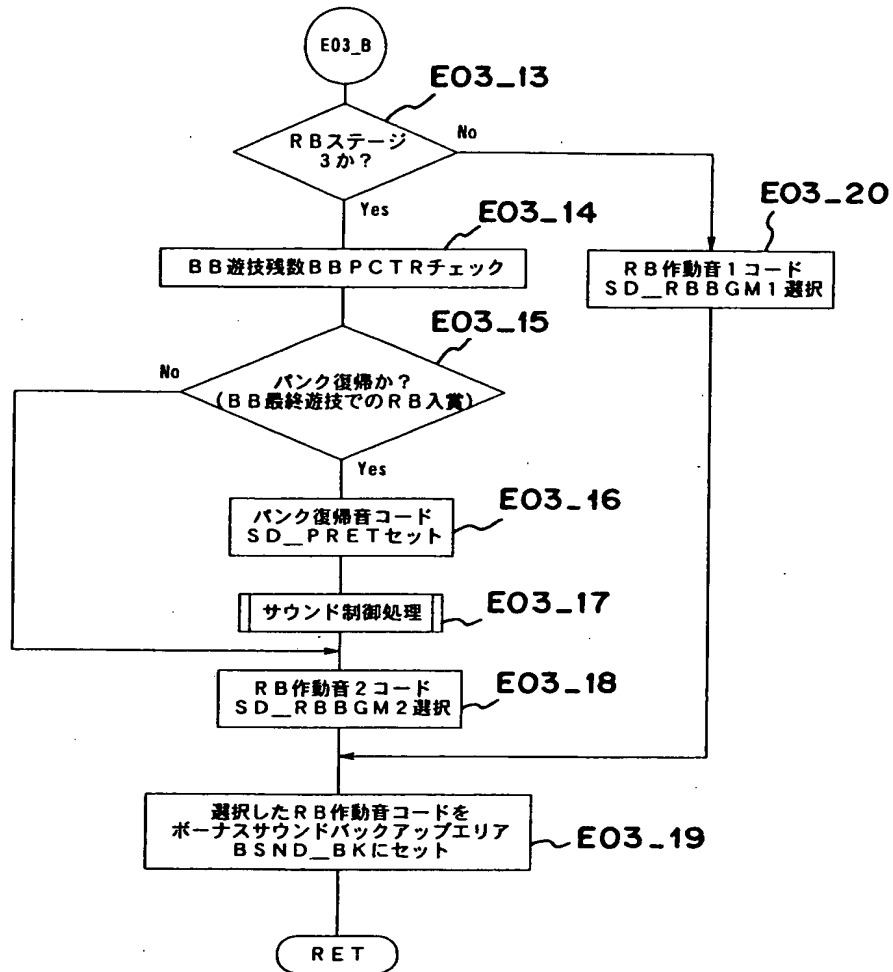 E03_B
E03_13
RBステージ
3か?
No
Yes
E03_14
BB遊技残数BBPCTRチェック
E03_20
RB作動音1コード
SD__RBBGM1選択
E03_15
No
パンク復帰か?
(BB最終遊技でのRB入賞)
Yes
E03_16
パンク復帰音コード
SD__PRETセット
E03_17
サウンド制御処理
E03_18
RB作動音2コード
SD__RBBGM2選択
選択したRB作動音コードを
ボーナスサウンドバックアップエリア
BSND__BKにセット
E03_19
RET